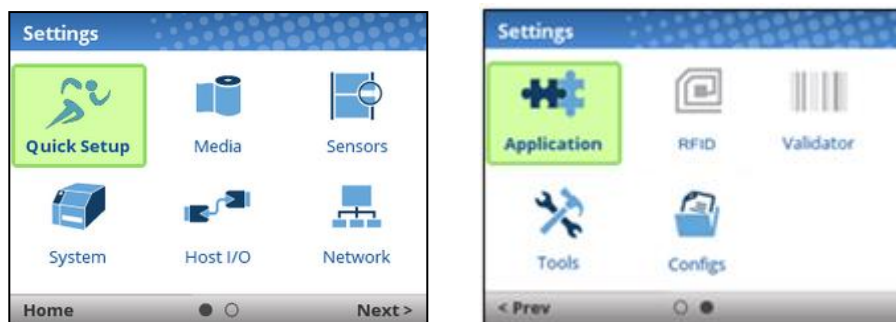 Settings
Quick Setup Media Sensors
System Host I/O Network
Home Next >
Settings
Application RFID Validator
Tools Configs
< Prev